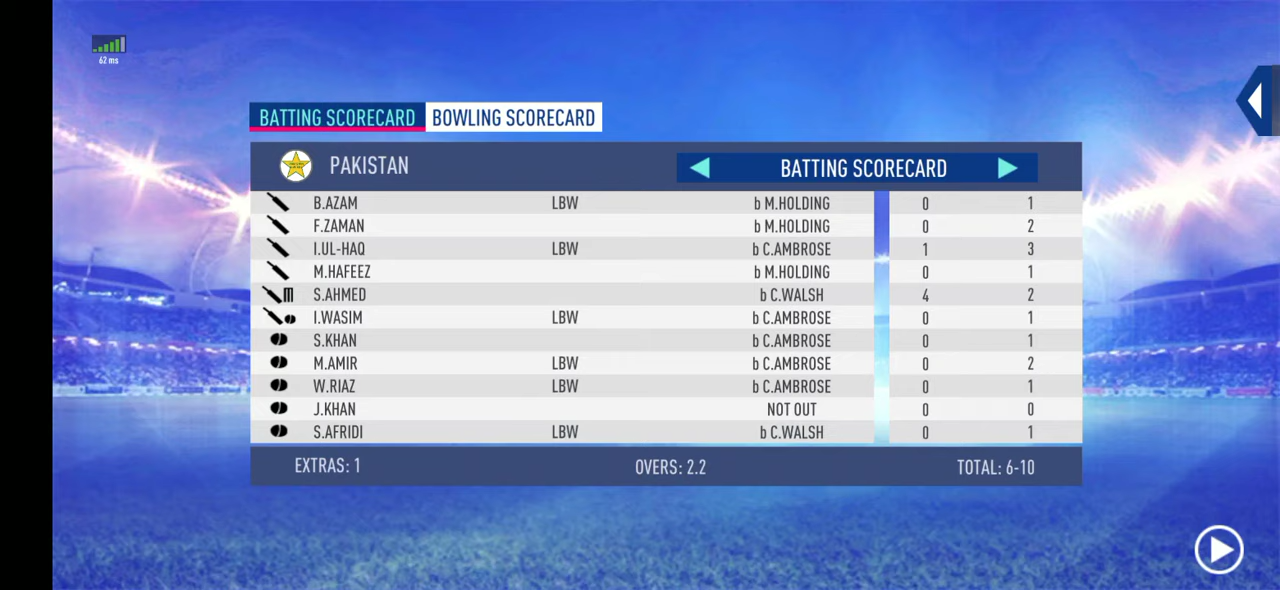 62 ms
BATTING SCORECARD BOWLING SCORECARD
PAKISTAN BATTING SCORECARD
B.AZAM LBW b M.HOLDING 0 1
F.ZAMAN b M.HOLDING 0 2
I.UL-HAQ LBW b C.AMBROSE 1 3
M.HAFEEZ b M.HOLDING 0 1
S.AHMED b C.WALSH 4 2
I.WASIM LBW b C.AMBROSE 0 1
S.KHAN b C.AMBROSE 0 1
M.AMIR LBW b C.AMBROSE 0 2
W.RIAZ LBW b C.AMBROSE 0 1
J.KHAN NOT OUT 0 0
S.AFRIDI LBW b C.WALSH 0 1
EXTRAS: 1 OVERS: 2.2 TOTAL: 6-10